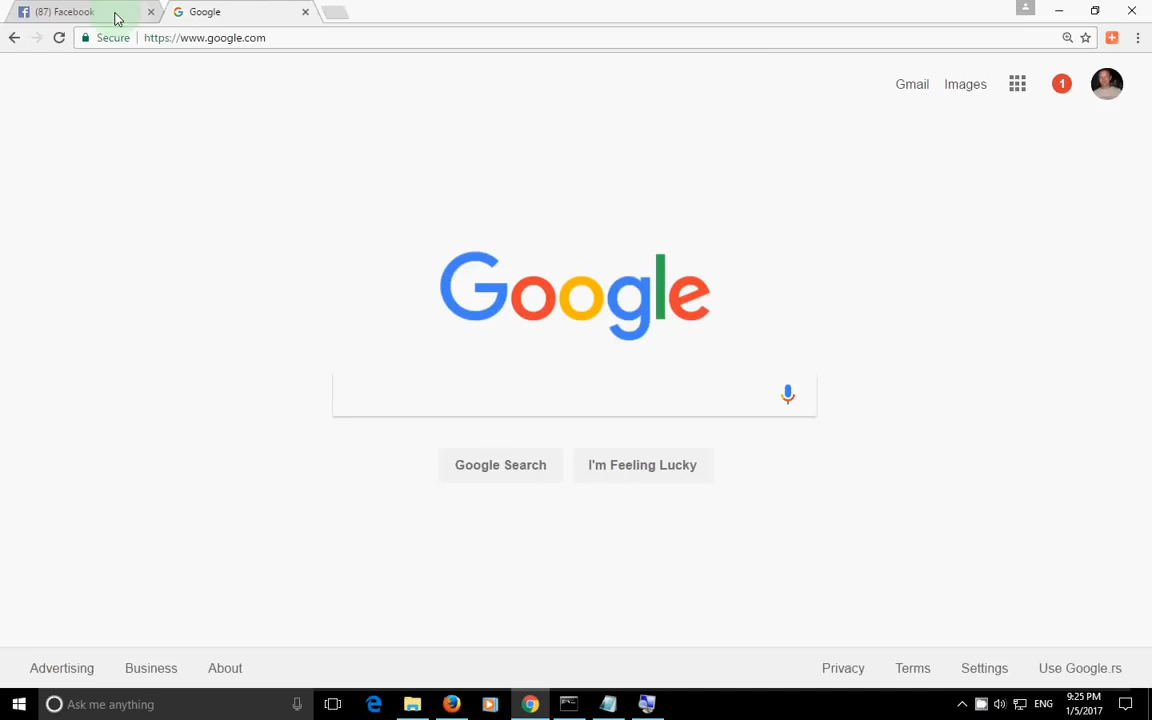 (87) Facebook
Google
Secure
https://www.google.com
Gmail
Images
1
Google
Google Search
I'm Feeling Lucky
Advertising
Business
About
Privacy
Terms
Settings
Use Google.rs
Ask me anything
ENG
9:25 PM
1/5/2017